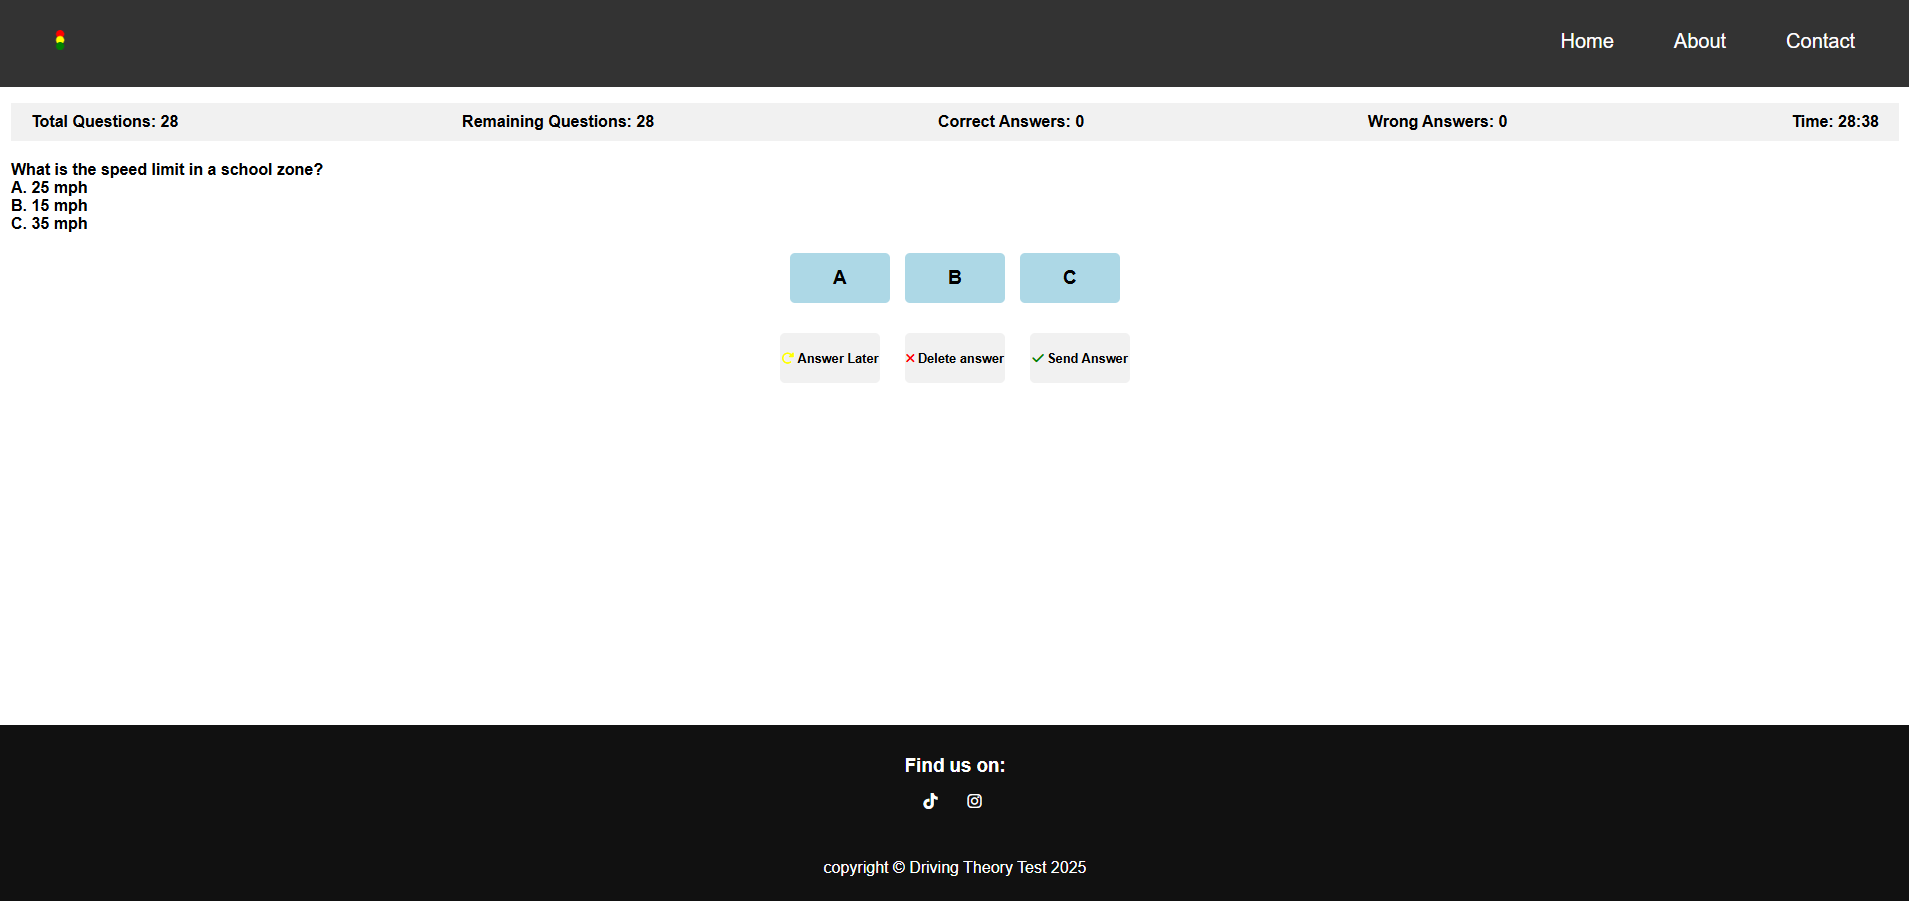 Home About Contact
Total Questions: 28 Remaining Questions: 28 Correct Answers: 0 Wrong Answers: 0 Time: 28:38
What is the speed limit in a school zone?
A. 25 mph
B. 15 mph
C. 35 mph
A B C
Answer Later Delete answer Send Answer
Find us on:
copyright © Driving Theory Test 2025